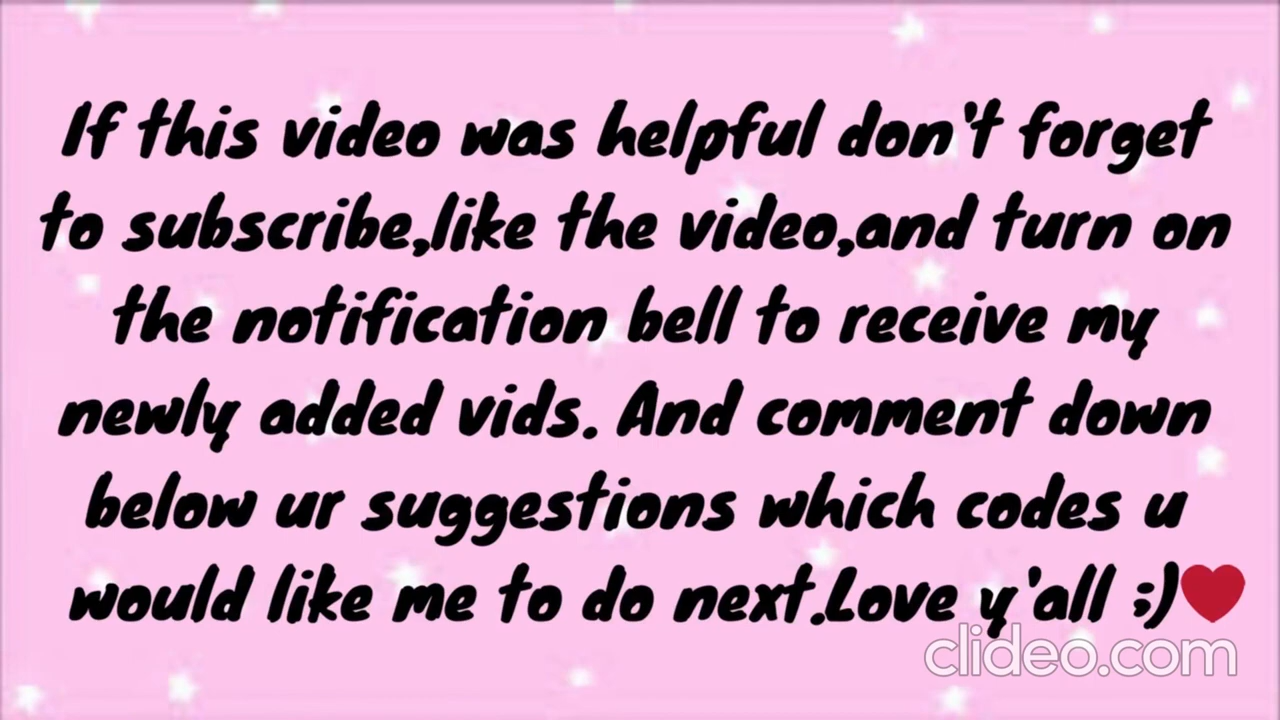 If this video was helpful don't forget
to subscribe,like the video,and turn on
the notification bell to receive my
newly added vids. And comment down
below ur suggestions which codes u
would like me to do next.Love y'all ;)❤
clideo.com